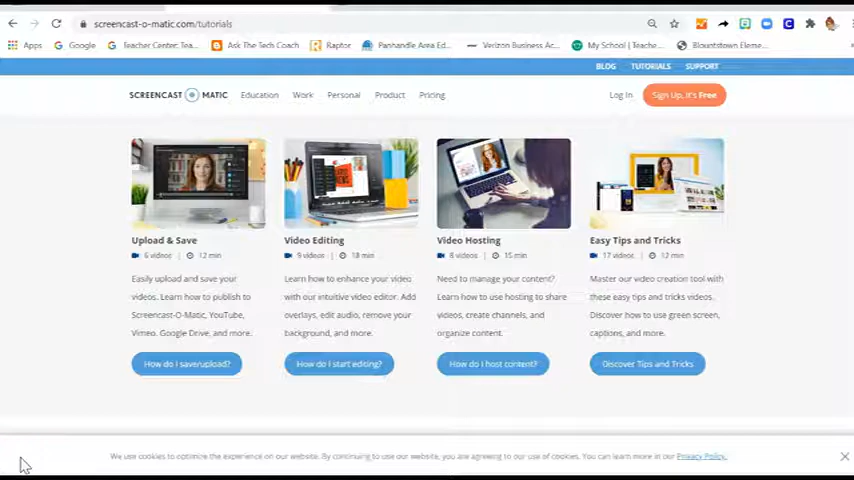 screencast-o-matic.com/tutorials
Apps Google Teacher Center: Tea... Ask The Tech Coach Raptor Panhandle Area Ed... Verizon Business Ac... My School ( Teache... Blountstown Eleme...
BLOG TUTORIALS SUPPORT
SCREENCAST MATIC Education Work Personal Product Pricing Log In Sign Up, it's Free
Upload & Save Video Editing Video Hosting Easy Tips and Tricks
6 videos | 12 min 9 videos | 18 min 8 videos | 15 min 17 videos | 12 min
Easily upload and save your Learn how to enhance your video Need to manage your content? Master our video creation tool with
videos. Learn how to publish to with our intuitive video editor. Add Learn how to use hosting to share these easy tips and tricks videos.
Screencast-O-Matic, YouTube, overlays, edit audio, remove your videos, create channels, and Discover how to use green screen,
Vimeo, Google Drive, and more. background, and more. organize content. captions, and more.
How do I save/upload? How do I start editing? How do I host content? Discover Tips and Tricks
We use cookies to optimize the experience on our website. By continuing to use our website, you are agreeing to our use of cookies. You can learn more in our Privacy Policy.